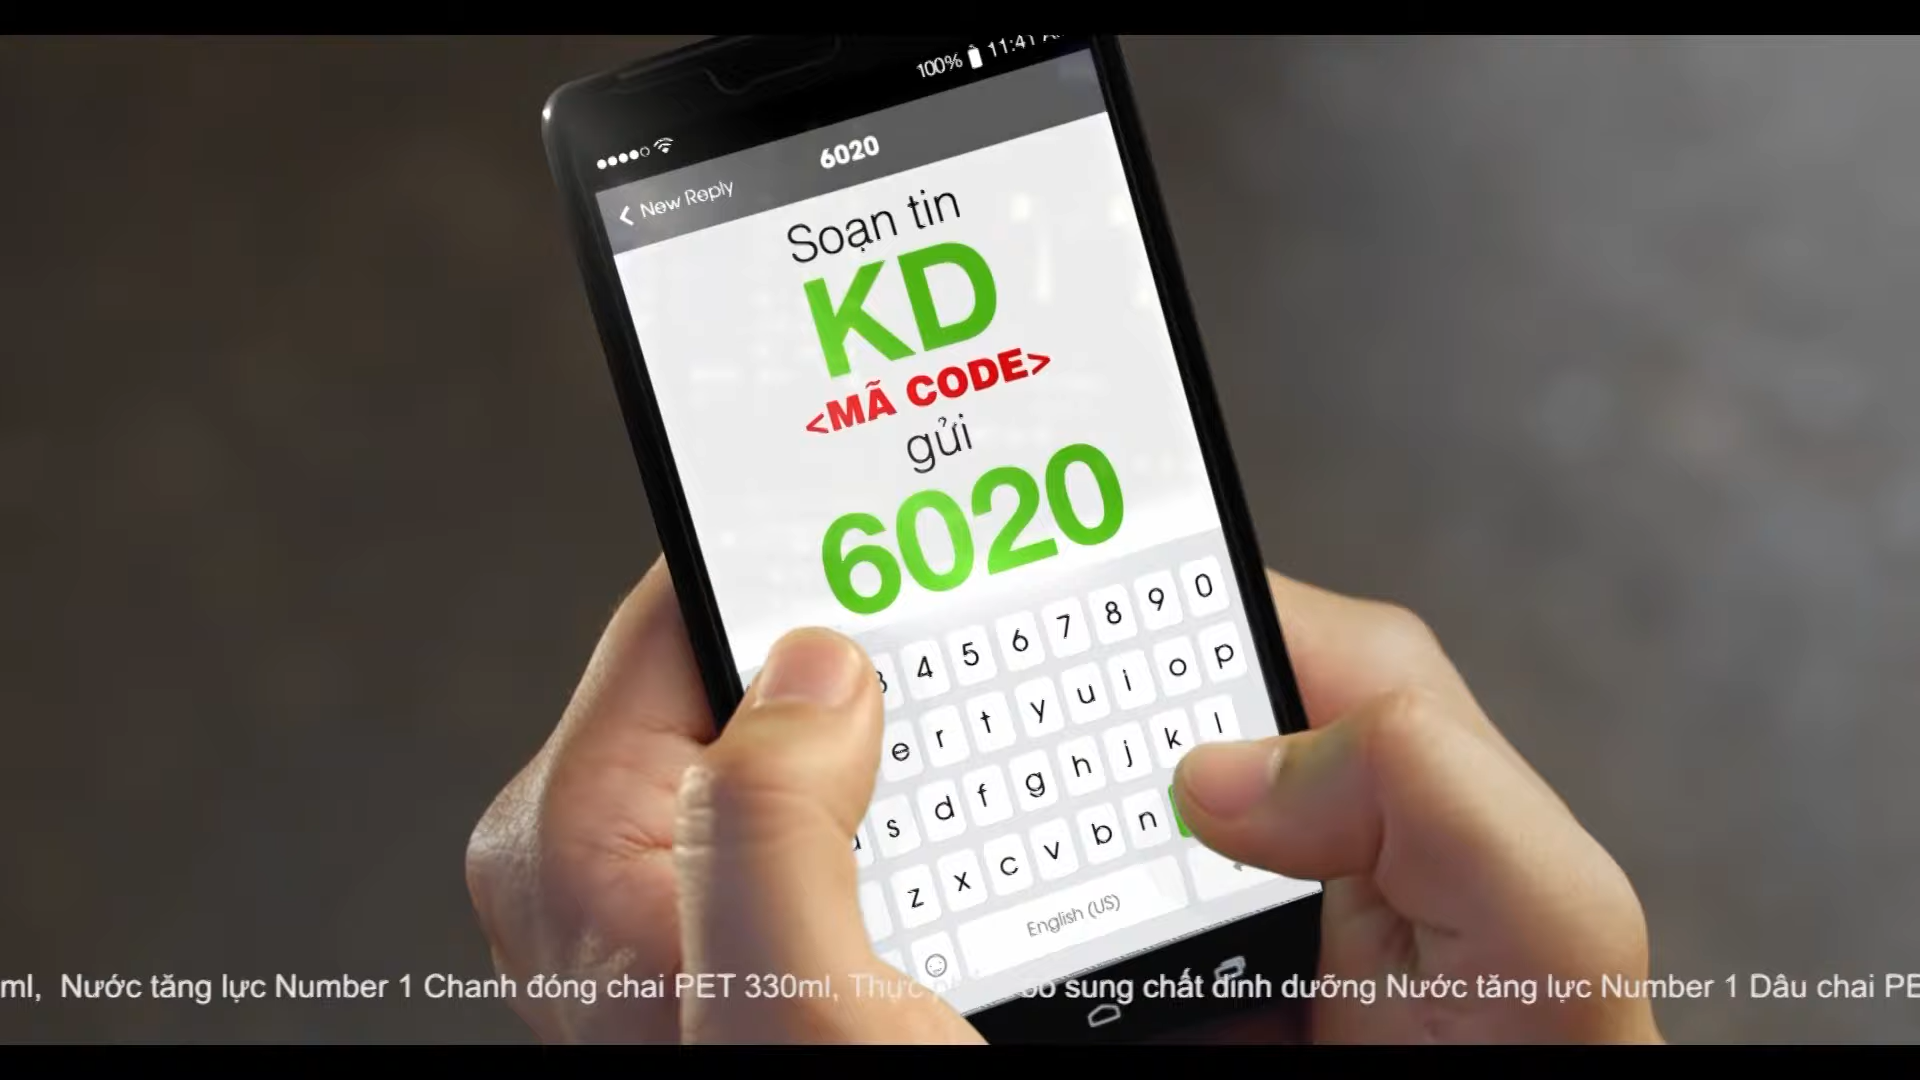 100% 11:41
6020
New Reply
Soạn tin
KD
<MÃ CODE>
gửi
6020
4 5 6 7 8 9 0
e r t y u i o p
s d f g h j k l
z x c v b n
English (US)
ml, Nước tăng lực Number 1 Chanh đóng chai PET 330ml, bổ sung chất dinh dưỡng Nước tăng lực Number 1 Dâu chai PE